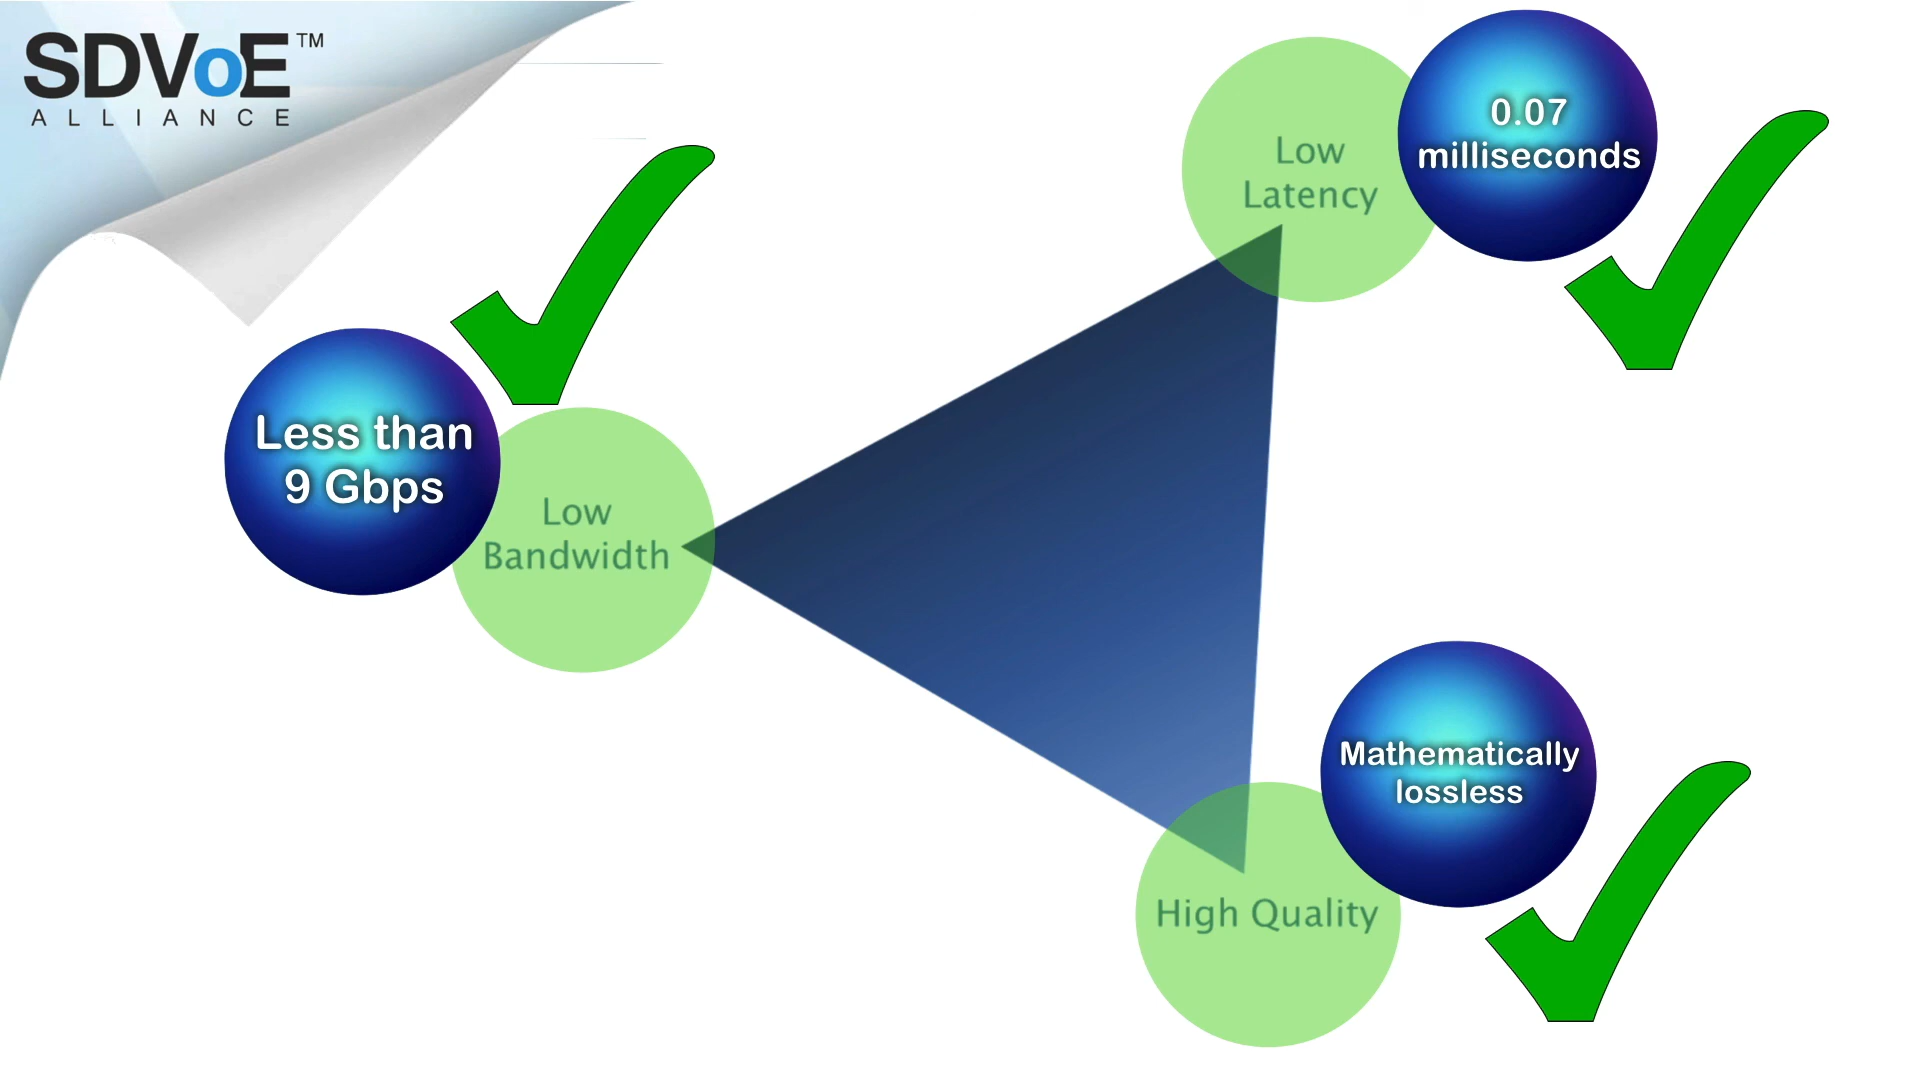 SDVoE™
ALLIANCE
Low
Latency
0.07
milliseconds
Less than
9 Gbps
Low
Bandwidth
Mathematically
lossless
High Quality